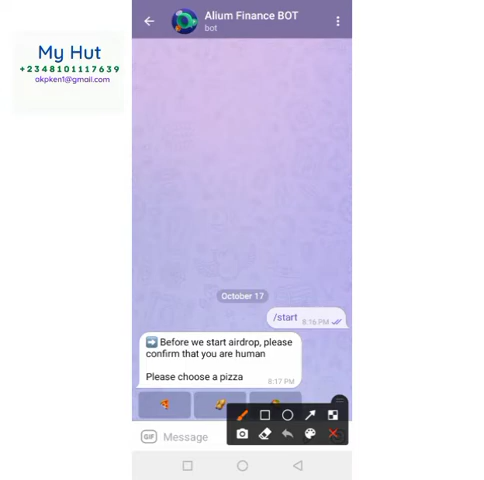 Alium Finance BOT
bot
My Hut
+2348101117639
akpken1@gmail.com
October 17
/start 8:16 PM
➡️ Before we start airdrop, please
confirm that you are human
Please choose a pizza
8:17 PM
GIF Message